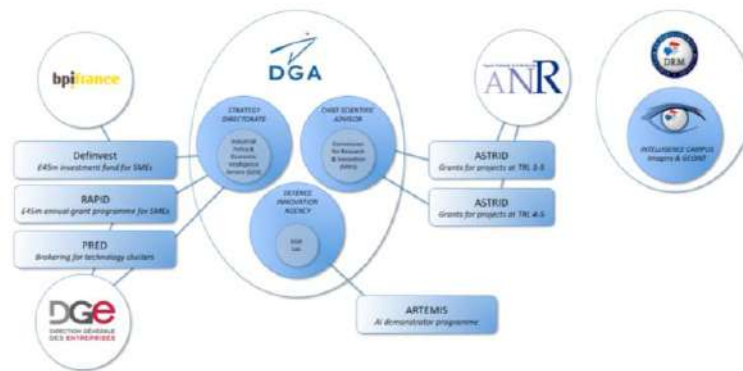 bpifrance
DGA
ANR
DRM
STRATEGY
DIRECTORATE
CHIEF SCIENTIFIC
ADVISOR
DEFENCE
INNOVATION
AGENCY
INTELLIGENCE CAMPUS
Imagery & GEOINT
Definvest
£45m investment fund for SMEs
RAPID
£45m annual grant programme for SMEs
PRED
Brokering for technology clusters
ASTRID
Grants for projects at TRL 1-5
ASTRID
Grants for projects at TRL 4-5
ARTEMIS
AI demonstrator programme
DGE
DIRECTION GÉNÉRALE
DES ENTREPRISES